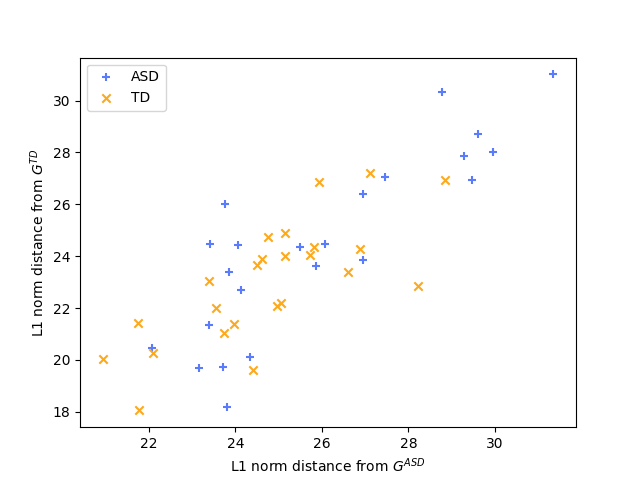 ASD
TD
30
28
26
24
22
20
18
L1 norm distance from G^{TD}
22 24 26 28 30
L1 norm distance from G^{ASD}